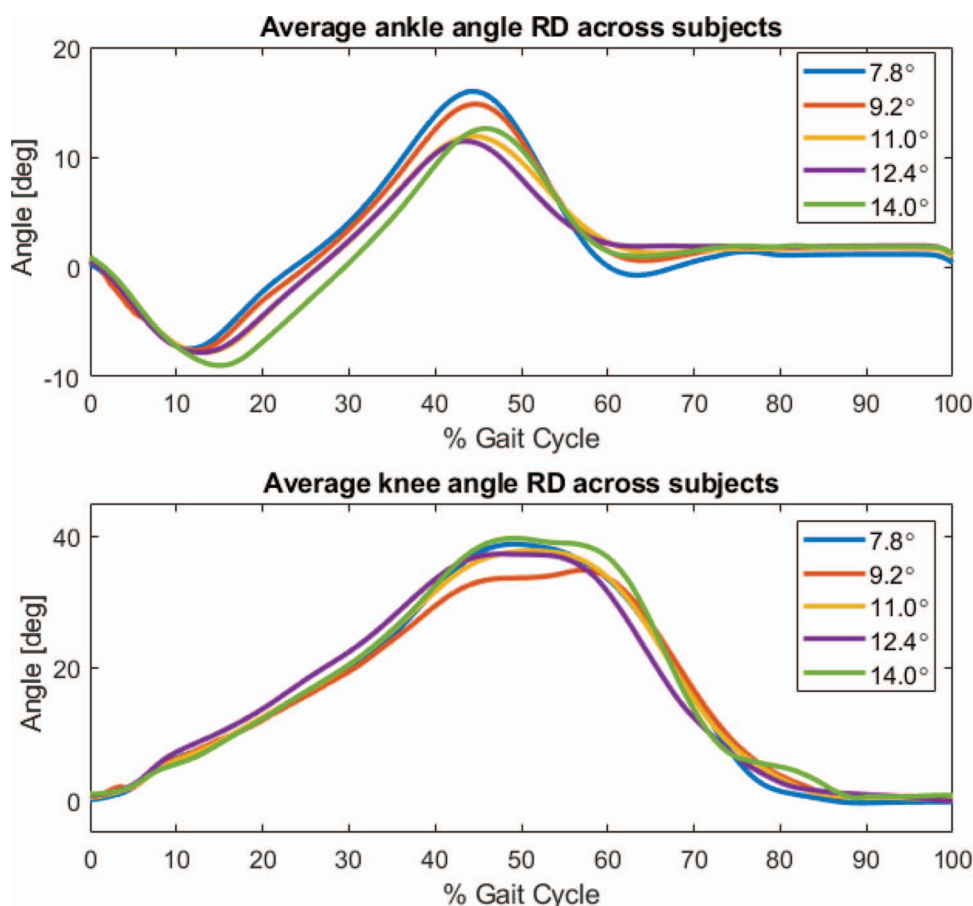 Average ankle angle RD across subjects
20
10
0
-10
Angle [deg]
7.8°
9.2°
11.0°
12.4°
14.0°
0 10 20 30 40 50 60 70 80 90 100
% Gait Cycle
Average knee angle RD across subjects
40
20
0
Angle [deg]
7.8°
9.2°
11.0°
12.4°
14.0°
0 10 20 30 40 50 60 70 80 90 100
% Gait Cycle